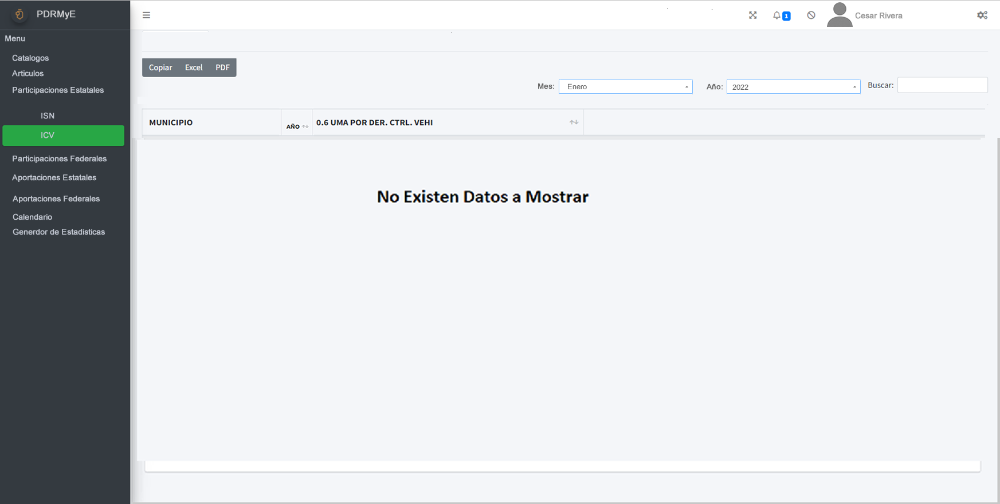 PDRMyE
1
Cesar Rivera
Menu
Catalogos
Articulos
Participaciones Estatales
ISN
ICV
Participaciones Federales
Aportaciones Estatales
Aportaciones Federales
Calendario
Generdor de Estadisticas
Copiar Excel PDF
Mes: Enero Año: 2022 Buscar:
MUNICIPIO AÑO 0.6 UMA POR DER. CTRL. VEHI
No Existen Datos a Mostrar